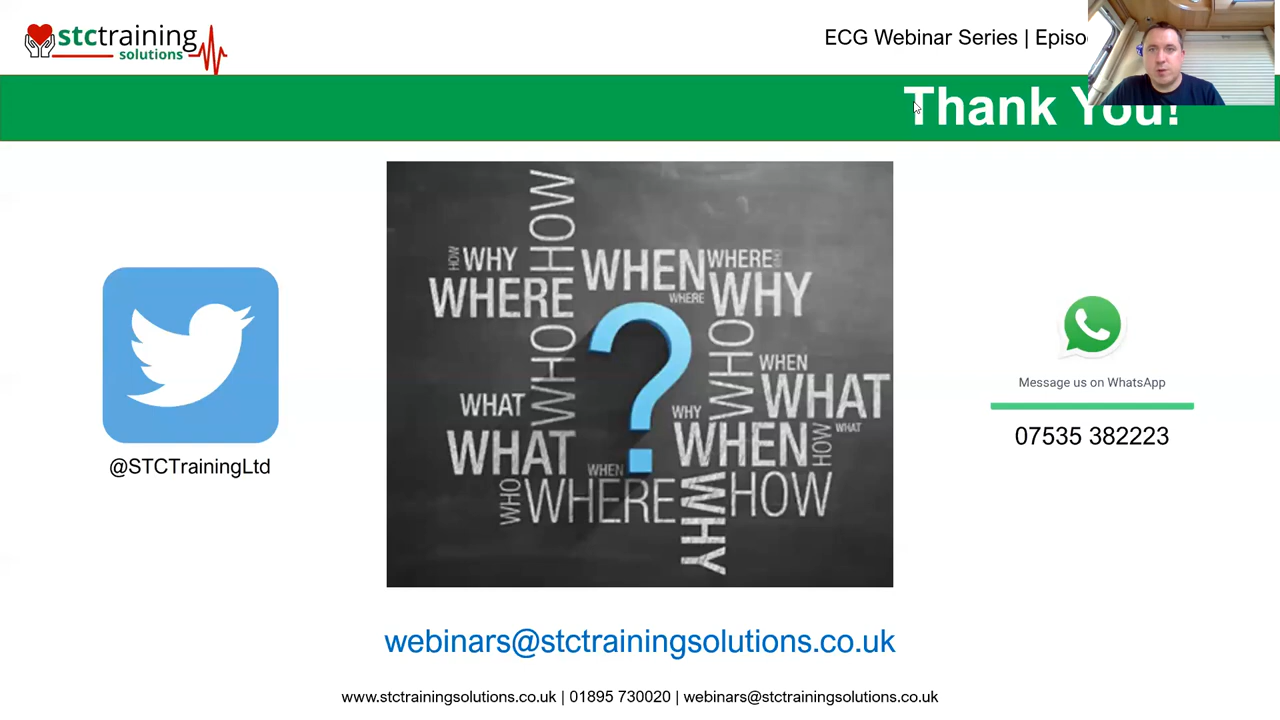 stctraining
solutions
ECG Webinar Series |
Thank You!
HOW
HOW
WHY
WHEN
WHERE
WHERE
WHERE
WHY
WHO
WHO
WHEN
WHAT
WHAT
WHY
WHAT
WHEN
HOW
WHAT
WHEN
WHO
WHERE
WHY
HOW
@STCTrainingLtd
Message us on WhatsApp
07535 382223
webinars@stctrainingsolutions.co.uk
www.stctrainingsolutions.co.uk | 01895 730020 | webinars@stctrainingsolutions.co.uk